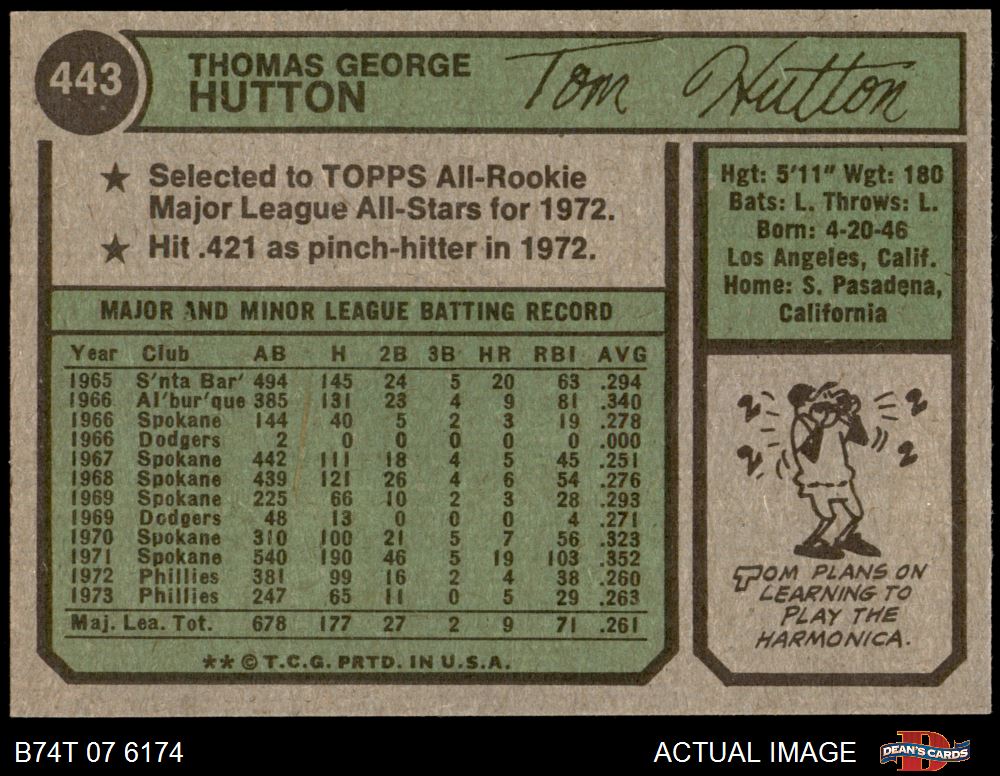 443
THOMAS GEORGE
HUTTON
Tom Hutton
★ Selected to TOPPS All-Rookie
Major League All-Stars for 1972.
★ Hit .421 as pinch-hitter in 1972.
Hgt: 5'11" Wgt: 180
Bats: L. Throws: L.
Born: 4-20-46
Los Angeles, Calif.
Home: S. Pasadena,
California
MAJOR AND MINOR LEAGUE BATTING RECORD
Year Club AB H 2B 3B HR RBI AVG
1965 S'nta Bar' 494 145 24 5 20 63 .294
1966 Al'bur'que 385 131 23 4 9 81 .340
1966 Spokane 144 40 5 2 3 19 .278
1966 Dodgers 2 0 0 0 0 0 .000
1967 Spokane 442 111 18 4 5 45 .251
1968 Spokane 439 121 26 4 6 54 .276
1969 Spokane 225 66 10 2 3 28 .293
1969 Dodgers 48 13 0 0 0 4 .271
1970 Spokane 310 100 21 5 7 56 .323
1971 Spokane 540 190 46 5 19 103 .352
1972 Phillies 381 99 16 2 4 38 .260
1973 Phillies 247 65 11 0 5 29 .263
Maj. Lea. Tot. 678 177 27 2 9 71 .261
** © T.C.G. PRTD. IN U.S.A.
2 2
2 2
TOM PLANS ON
LEARNING TO
PLAY THE
HARMONICA.
B74T 07 6174
ACTUAL IMAGE
D
DEAN'S CARDS